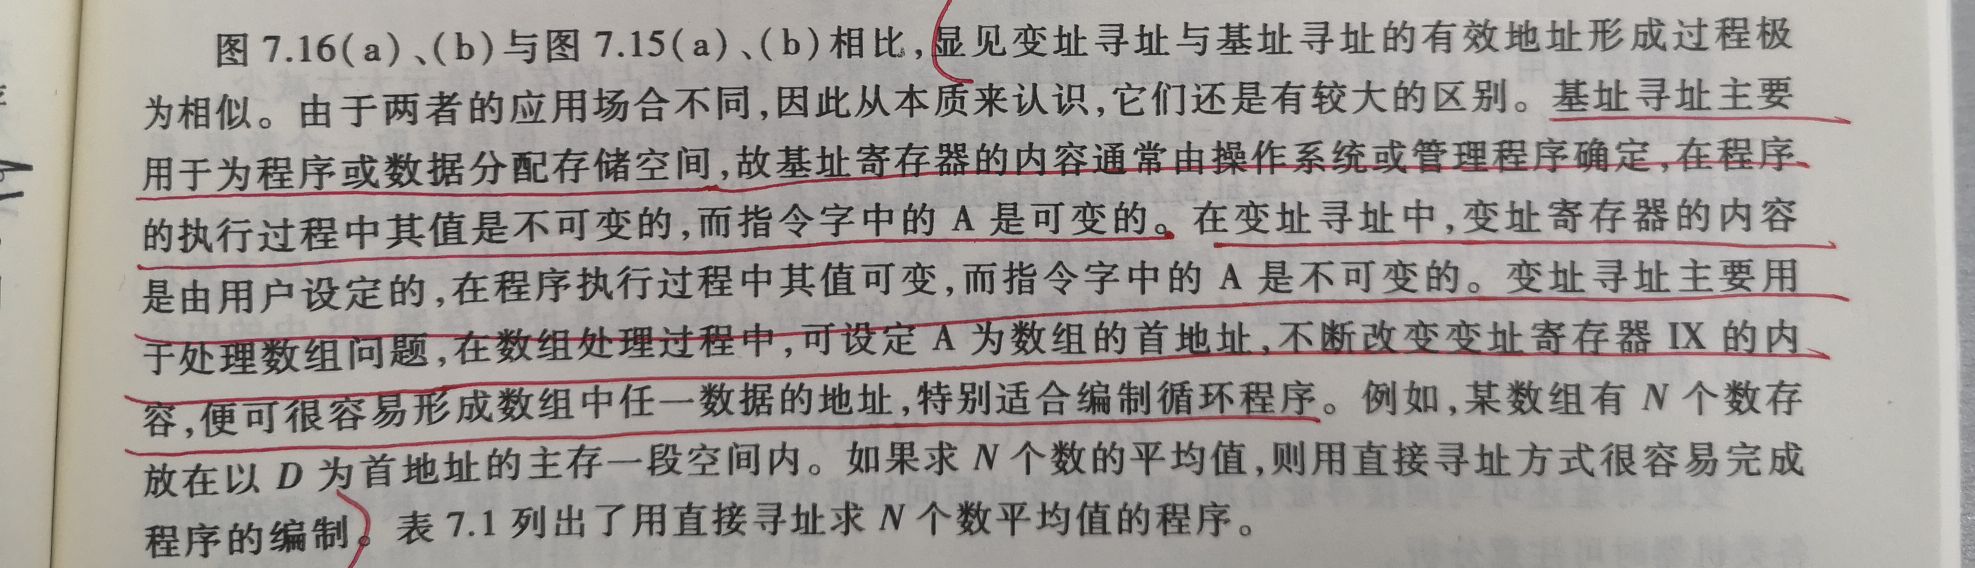 图 7.16(a)、(b)与图 7.15(a)、(b)相比,显见变址寻址与基址寻址的有效地址形成过程极
为相似。由于两者的应用场合不同,因此从本质来认识,它们还是有较大的区别。基址寻址主要
用于为程序或数据分配存储空间,故基址寄存器的内容通常由操作系统或管理程序确定,在程序
的执行过程中其值是不可变的,而指令字中的 A 是可变的。在变址寻址中,变址寄存器的内容
是由用户设定的,在程序执行过程中其值可变,而指令字中的 A 是不可变的。变址寻址主要用
于处理数组问题,在数组处理过程中,可设定 A 为数组的首地址,不断改变变址寄存器 IX 的内
容,便可很容易形成数组中任一数据的地址,特别适合编制循环程序。例如,某数组有 N 个数存
放在以 D 为首地址的主存一段空间内。如果求 N 个数的平均值,则用直接寻址方式很容易完成
程序的编制。表 7.1 列出了用直接寻址求 N 个数平均值的程序。